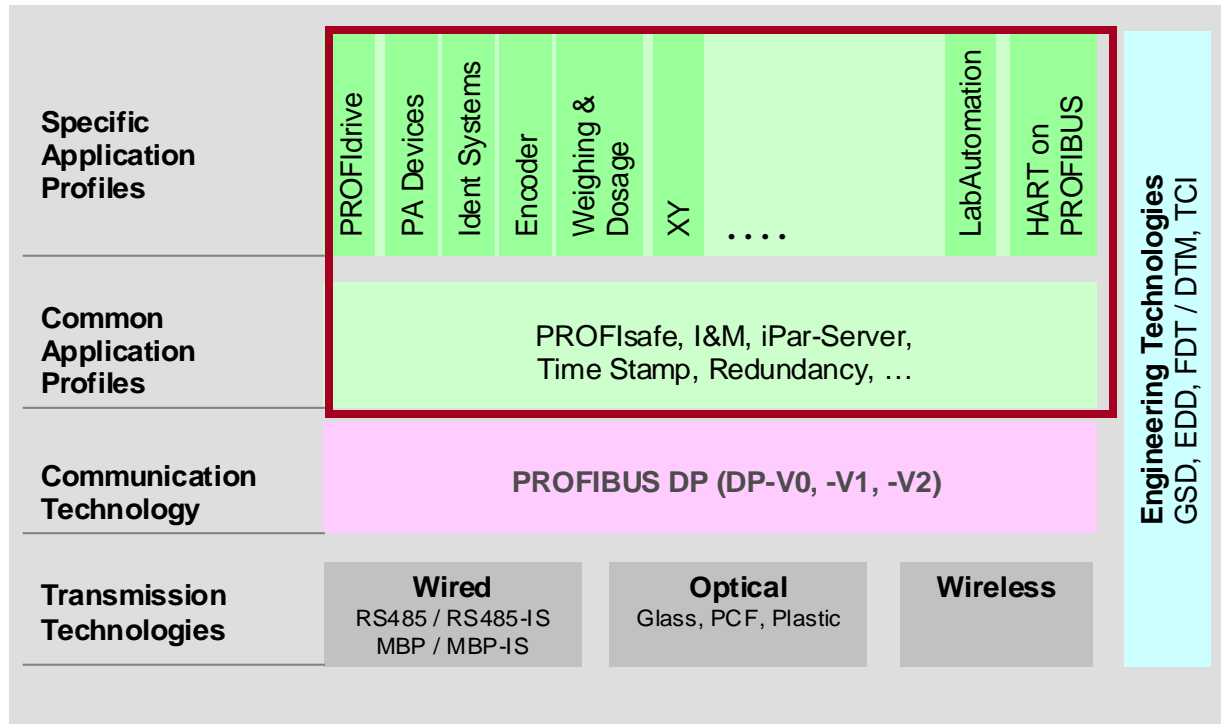 Specific
Application
Profiles
PROFIdrive
PA Devices
Ident Systems
Encoder
Weighing &
Dosage
XY
....
LabAutomation
HART on
PROFIBUS
Common
Application
Profiles
PROFIsafe, I&M, iPar-Server,
Time Stamp, Redundancy, …
Communication
Technology
PROFIBUS DP (DP-V0, -V1, -V2)
Transmission
Technologies
Wired
RS485 / RS485-IS
MBP / MBP-IS
Optical
Glass, PCF, Plastic
Wireless
Engineering Technologies
GSD, EDD, FDT / DTM, TCI